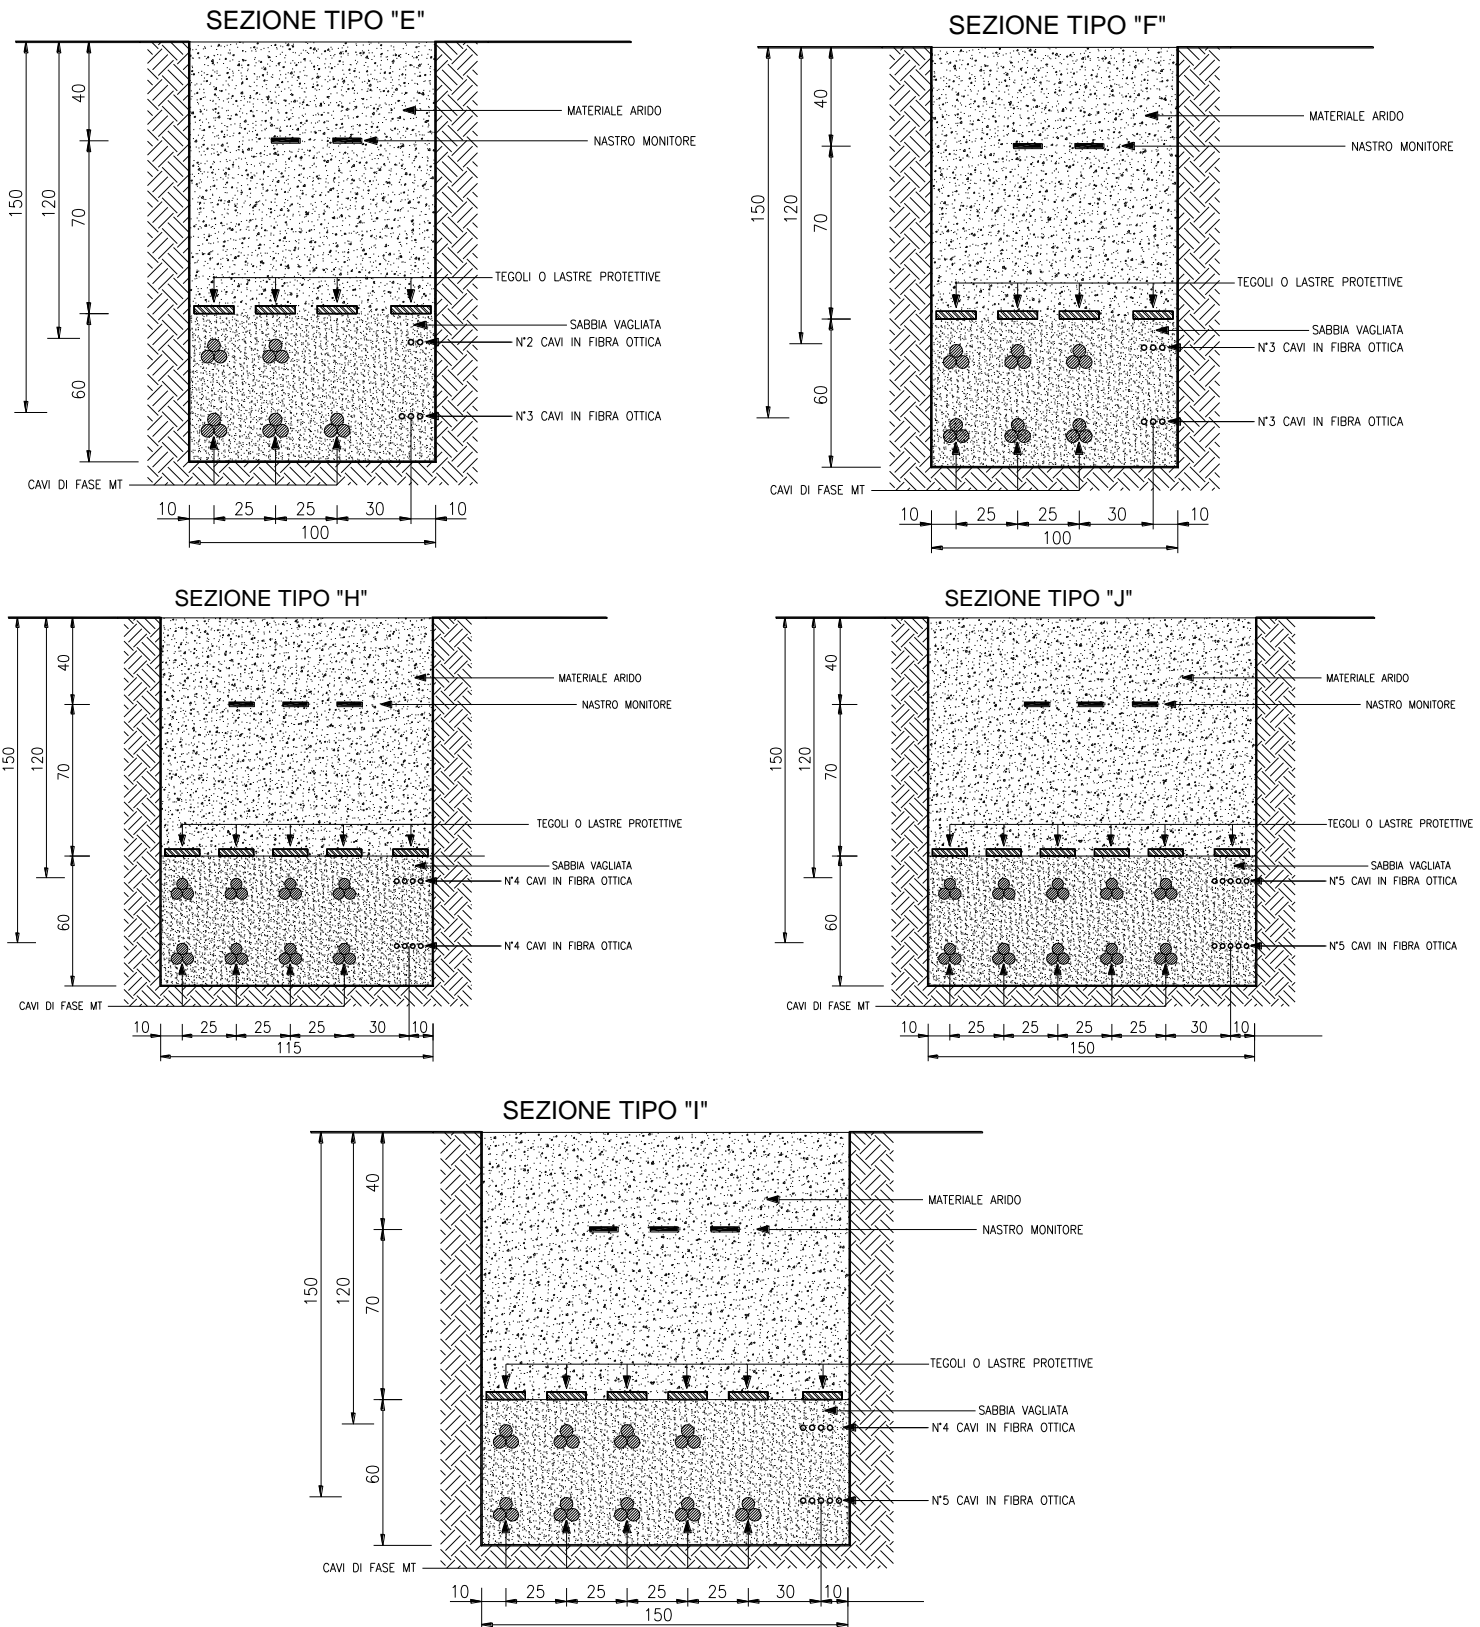 SEZIONE TIPO "E"
40
70
60
120
150
MATERIALE ARIDO
NASTRO MONITORE
TEGOLI O LASTRE PROTETTIVE
SABBIA VAGLIATA
N°2 CAVI IN FIBRA OTTICA
N°3 CAVI IN FIBRA OTTICA
CAVI DI FASE MT
10 25 25 30 10
100
SEZIONE TIPO "F"
40
70
60
120
150
MATERIALE ARIDO
NASTRO MONITORE
TEGOLI O LASTRE PROTETTIVE
SABBIA VAGLIATA
N°3 CAVI IN FIBRA OTTICA
N°3 CAVI IN FIBRA OTTICA
CAVI DI FASE MT
10 25 25 30 10
100
SEZIONE TIPO "H"
40
70
60
120
150
MATERIALE ARIDO
NASTRO MONITORE
TEGOLI O LASTRE PROTETTIVE
SABBIA VAGLIATA
N°4 CAVI IN FIBRA OTTICA
N°4 CAVI IN FIBRA OTTICA
CAVI DI FASE MT
10 25 25 25 30 10
115
SEZIONE TIPO "J"
40
70
60
120
150
MATERIALE ARIDO
NASTRO MONITORE
TEGOLI O LASTRE PROTETTIVE
SABBIA VAGLIATA
N°5 CAVI IN FIBRA OTTICA
N°5 CAVI IN FIBRA OTTICA
CAVI DI FASE MT
10 25 25 25 25 30 10
150
SEZIONE TIPO "I"
40
70
60
120
150
MATERIALE ARIDO
NASTRO MONITORE
TEGOLI O LASTRE PROTETTIVE
SABBIA VAGLIATA
N°4 CAVI IN FIBRA OTTICA
N°5 CAVI IN FIBRA OTTICA
CAVI DI FASE MT
10 25 25 25 25 30 10
150